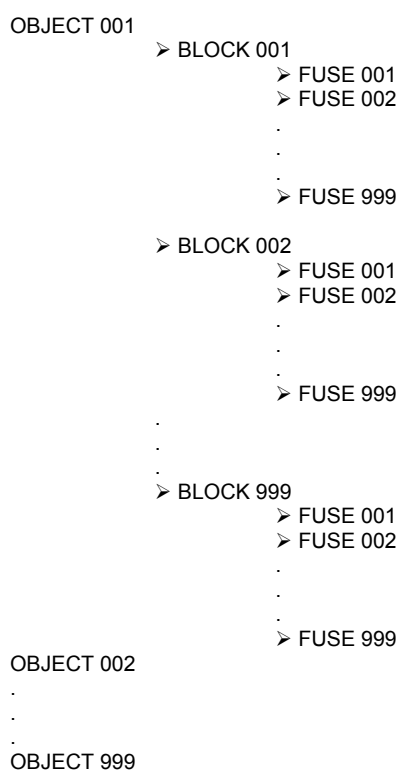 OBJECT 001
➢ BLOCK 001
➢ FUSE 001
➢ FUSE 002
.
.
.
➢ FUSE 999
➢ BLOCK 002
➢ FUSE 001
➢ FUSE 002
.
.
.
➢ FUSE 999
.
.
.
➢ BLOCK 999
➢ FUSE 001
➢ FUSE 002
.
.
.
➢ FUSE 999
OBJECT 002
.
.
.
OBJECT 999